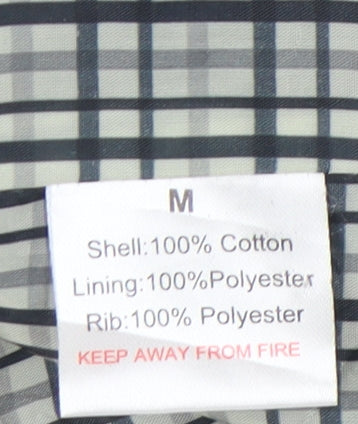 M
Shell:100% Cotton
Lining:100%Polyester
Rib:100% Polyester
KEEP AWAY FROM FIRE